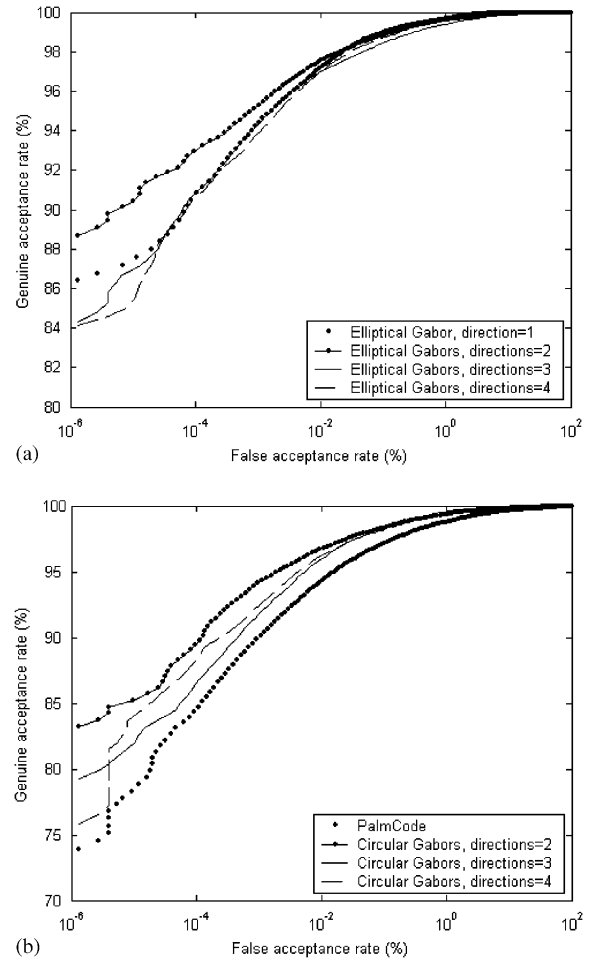 100
98
96
94
92
90
88
86
84
82
80
Genuine acceptance rate (%)
Elliptical Gabor, direction=1
Elliptical Gabors, directions=2
Elliptical Gabors, directions=3
Elliptical Gabors, directions=4
10^-6 10^-4 10^-2 10^0 10^2
(a) False acceptance rate (%)
100
95
90
85
80
75
70
Genuine acceptance rate (%)
PalmCode
Circular Gabors, directions=2
Circular Gabors, directions=3
Circular Gabors, directions=4
10^-6 10^-4 10^-2 10^0 10^2
(b) False acceptance rate (%)